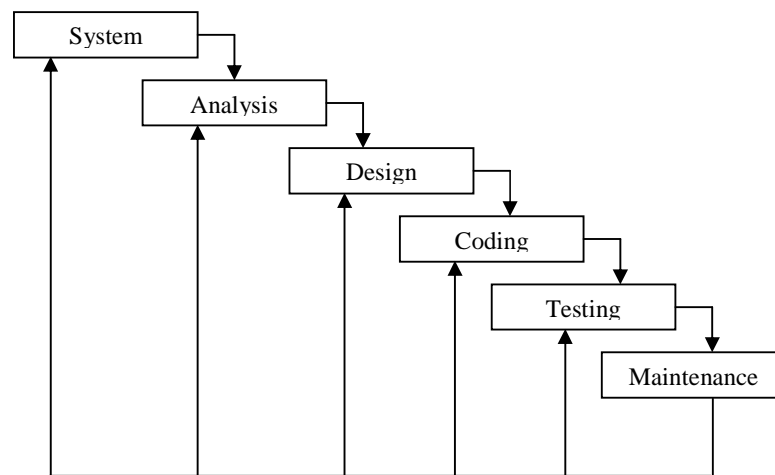 System
Analysis
Design
Coding
Testing
Maintenance